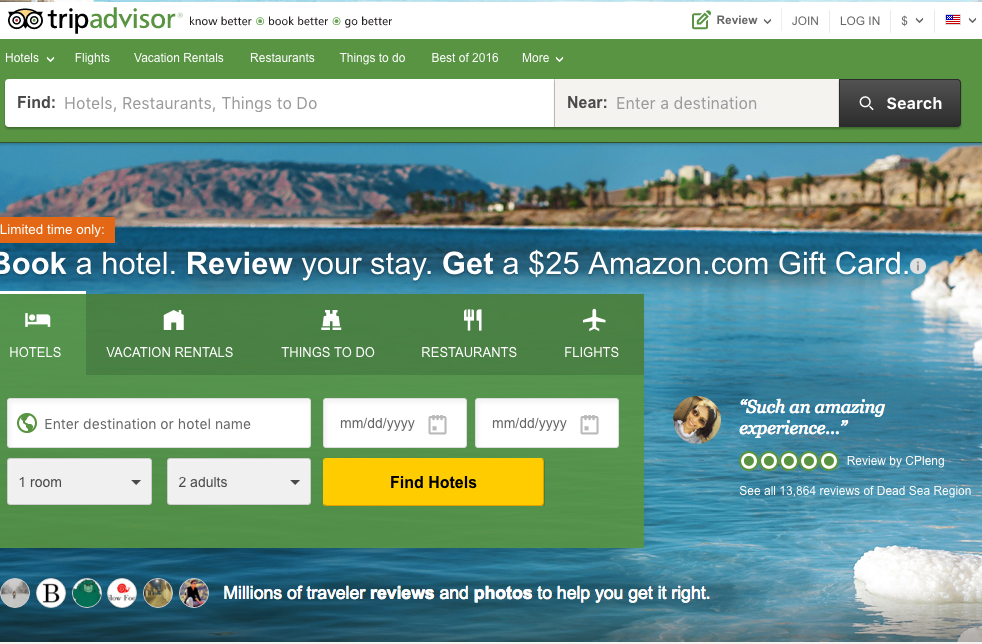 tripadvisor® know better book better go better Review JOIN LOG IN $
Hotels Flights Vacation Rentals Restaurants Things to do Best of 2016 More
Find: Hotels, Restaurants, Things to Do Near: Enter a destination Search
Limited time only:
Book a hotel. Review your stay. Get a $25 Amazon.com Gift Card. i
HOTELS VACATION RENTALS THINGS TO DO RESTAURANTS FLIGHTS
Enter destination or hotel name mm/dd/yyyy mm/dd/yyyy
1 room 2 adults Find Hotels
“Such an amazing
experience...”
Review by CPleng
See all 13,864 reviews of Dead Sea Region
B
Millions of traveler reviews and photos to help you get it right.